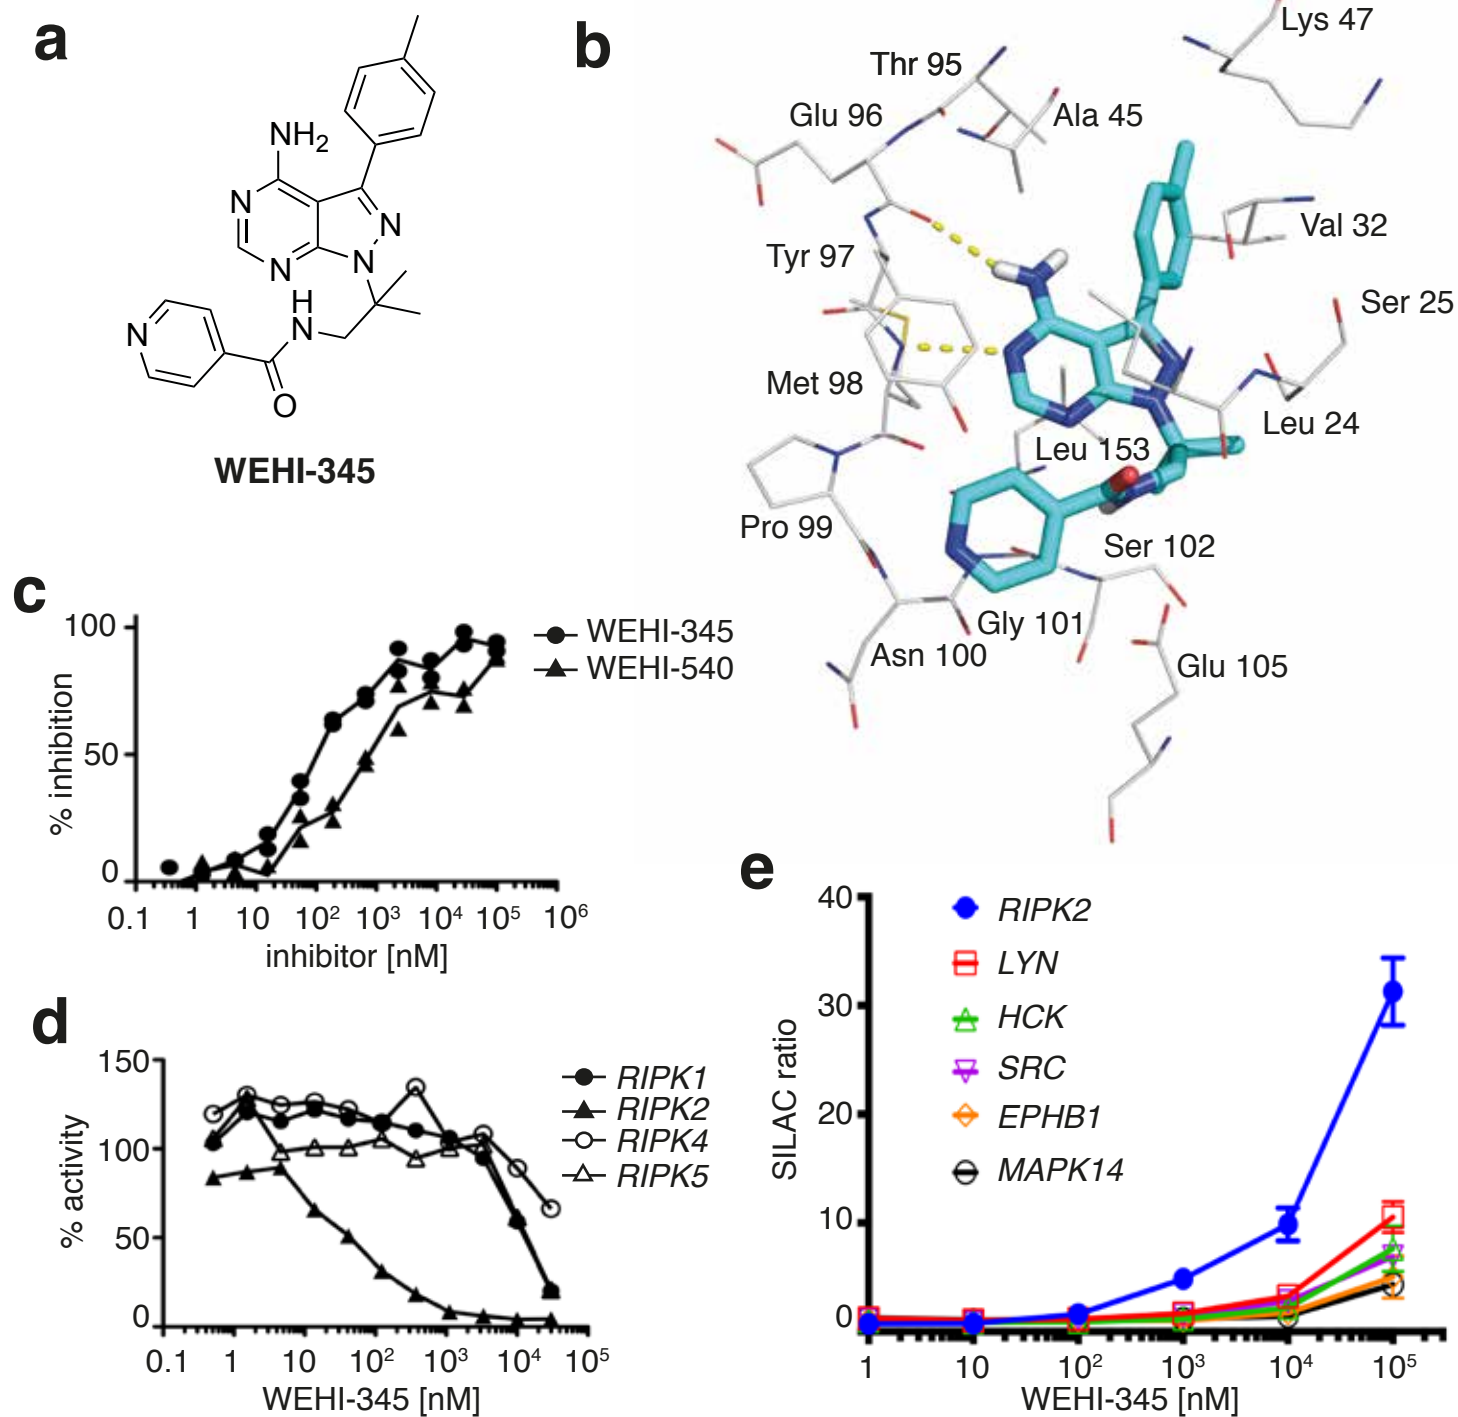 a
NH2
N
N
N
N
H
N
N
O
WEHI-345
b
Lys 47
Thr 95
Glu 96
Ala 45
Val 32
Tyr 97
Ser 25
Met 98
Leu 24
Leu 153
Pro 99
Ser 102
Gly 101
Asn 100
Glu 105
c
100
50
0
% inhibition
0.1 1 10 10² 10³ 10⁴ 10⁵ 10⁶
inhibitor [nM]
WEHI-345
WEHI-540
d
150
100
50
0
% activity
0.1 1 10 10² 10³ 10⁴ 10⁵
WEHI-345 [nM]
RIPK1
RIPK2
RIPK4
RIPK5
e
40
30
20
10
0
SILAC ratio
1 10 10² 10³ 10⁴ 10⁵
WEHI-345 [nM]
RIPK2
LYN
HCK
SRC
EPHB1
MAPK14